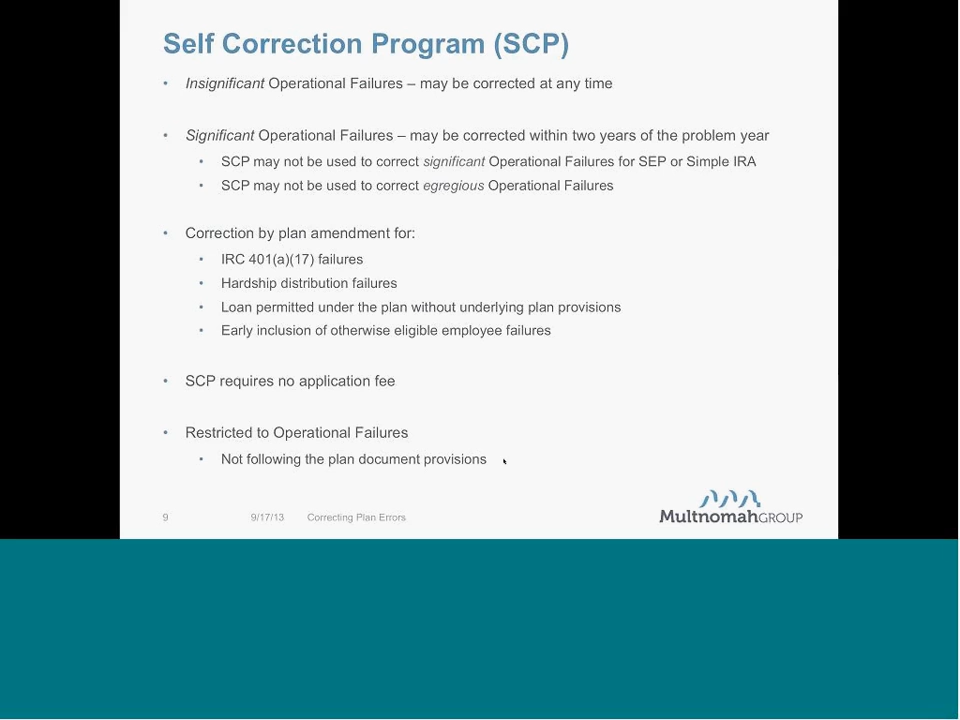 Self Correction Program (SCP)
• Insignificant Operational Failures – may be corrected at any time
• Significant Operational Failures – may be corrected within two years of the problem year
• SCP may not be used to correct significant Operational Failures for SEP or Simple IRA
• SCP may not be used to correct egregious Operational Failures
• Correction by plan amendment for:
• IRC 401(a)(17) failures
• Hardship distribution failures
• Loan permitted under the plan without underlying plan provisions
• Early inclusion of otherwise eligible employee failures
• SCP requires no application fee
• Restricted to Operational Failures
• Not following the plan document provisions
9 9/17/13 Correcting Plan Errors
MultnomahGROUP